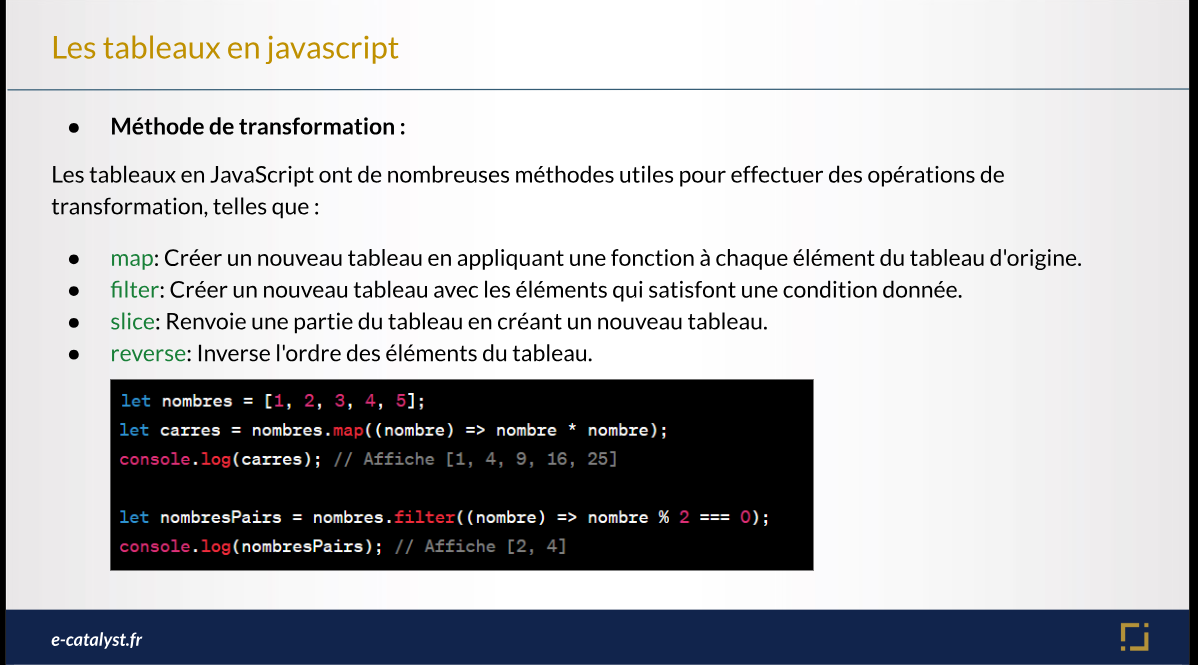 Les tableaux en javascript
● Méthode de transformation :
Les tableaux en JavaScript ont de nombreuses méthodes utiles pour effectuer des opérations de
transformation, telles que :
● map: Créer un nouveau tableau en appliquant une fonction à chaque élément du tableau d'origine.
● filter: Créer un nouveau tableau avec les éléments qui satisfont une condition donnée.
● slice: Renvoie une partie du tableau en créant un nouveau tableau.
● reverse: Inverse l'ordre des éléments du tableau.
let nombres = [1, 2, 3, 4, 5];
let carres = nombres.map((nombre) => nombre * nombre);
console.log(carres); // Affiche [1, 4, 9, 16, 25]
let nombresPairs = nombres.filter((nombre) => nombre % 2 === 0);
console.log(nombresPairs); // Affiche [2, 4]
e-catalyst.fr